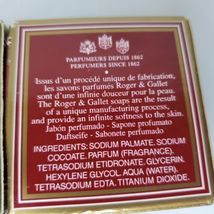 PARFUMEURS DEPUIS 1862
PERFUMERS SINCE 1862
Issus d'un procédé unique de fabrication,
les savons parfumés Roger & Gallet
sont d'une infinie douceur pour la peau.
The Roger & Gallet soaps are the result
of a unique manufacturing process,
and provide an infinite softness to the skin.
Jabon perfumado - Sapone profumato
Duftseife - Sabonete perfumado
INGREDIENTS: SODIUM PALMATE, SODIUM
COCOATE, PARFUM (FRAGRANCE),
TETRASODIUM ETIDRONATE, GLYCERIN,
HEXYLENE GLYCOL, AQUA (WATER),
TETRASODIUM EDTA, TITANIUM DIOXIDE.